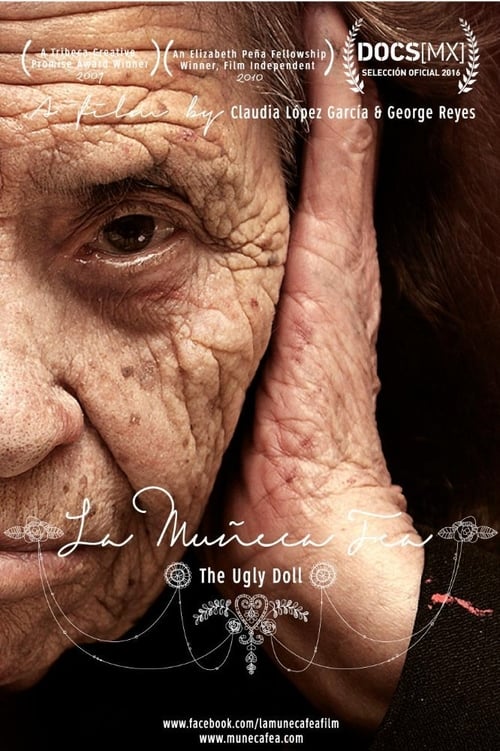 A Tribeca Creative
Promise Award Winner
2009
An Elizabeth Peña Fellowship
Winner, Film Independent
2010
DOCS[MX]
SELECCIÓN OFICIAL 2016
A film by Claudia López García & George Reyes
La Muñeca Fea
The Ugly Doll
www.facebook.com/lamunecafeafilm
www.munecafea.com